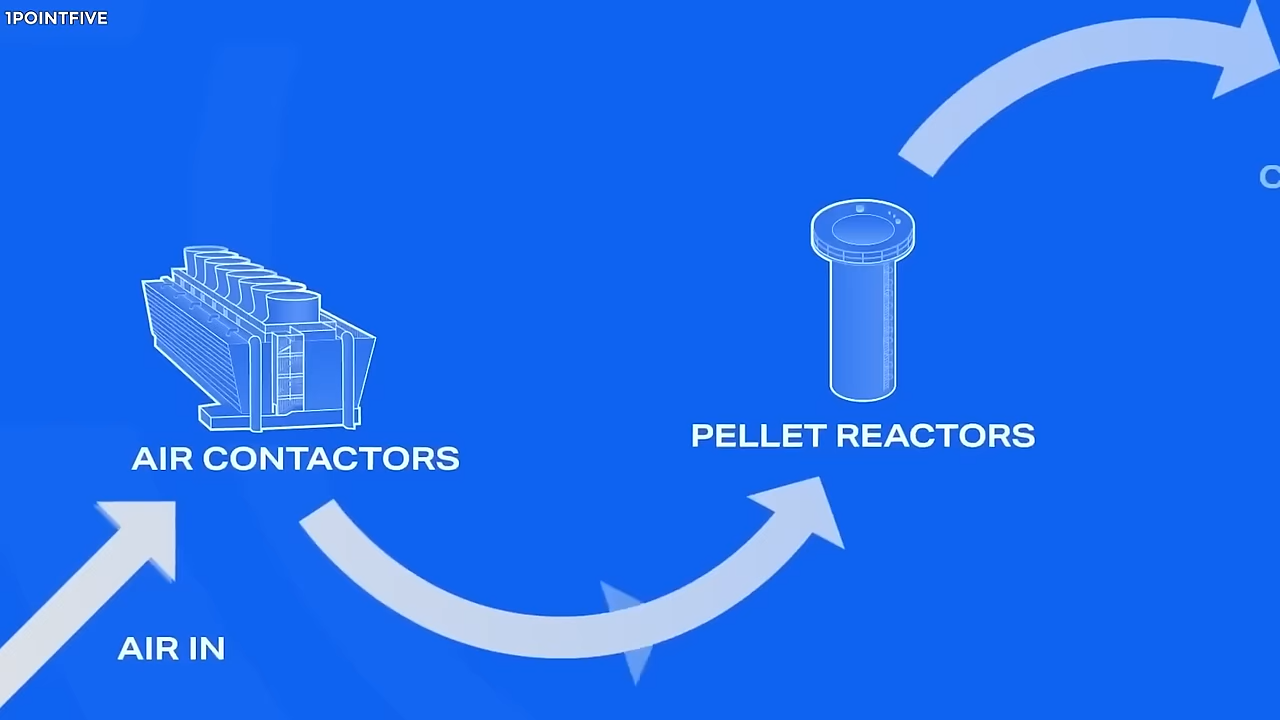 1POINTFIVE
AIR CONTACTORS
PELLET REACTORS
AIR IN